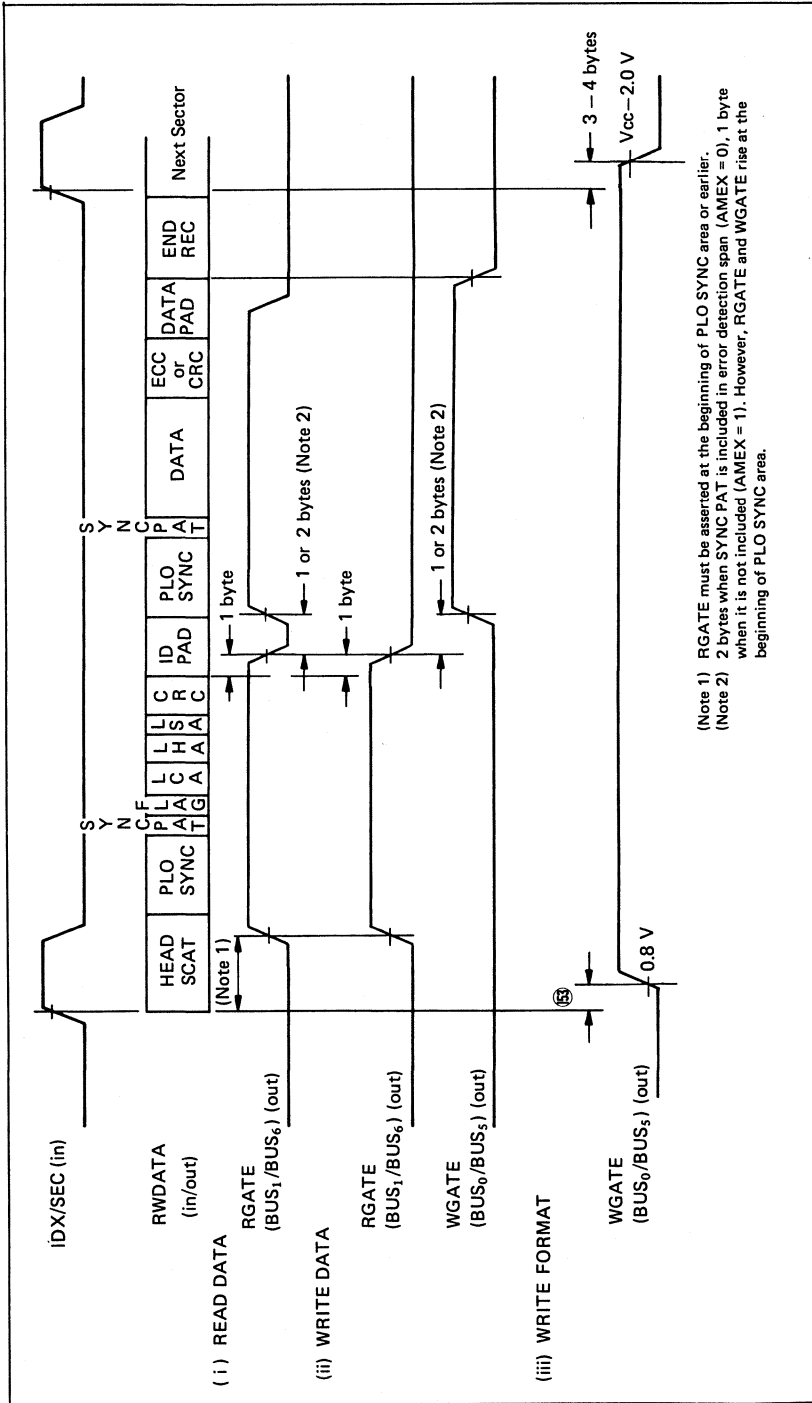 IDX/SEC (in)
Next Sector
RWDATA
(in/out)
HEAD
SCAT
PLO
SYNC
SYNC PAT
FLAG
LCA
LHA
LSA
CRC
ID
PAD
PLO
SYNC
SYNC PAT
DATA
ECC
or
CRC
DATA
PAD
END
REC
(i) READ DATA
RGATE
(BUS1/BUS6) (out)
(Note 1)
1 byte
1 or 2 bytes (Note 2)
(ii) WRITE DATA
RGATE
(BUS1/BUS6) (out)
1 byte
WGATE
(BUS0/BUS5) (out)
1 or 2 bytes (Note 2)
(iii) WRITE FORMAT
153
3 – 4 bytes
WGATE
(BUS0/BUS5) (out)
0.8 V
Vcc–2.0 V
(Note 1) RGATE must be asserted at the beginning of PLO SYNC area or earlier.
(Note 2) 2 bytes when SYNC PAT is included in error detection span (AMEX = 0), 1 byte
when it is not included (AMEX = 1). However, RGATE and WGATE rise at the
beginning of PLO SYNC area.